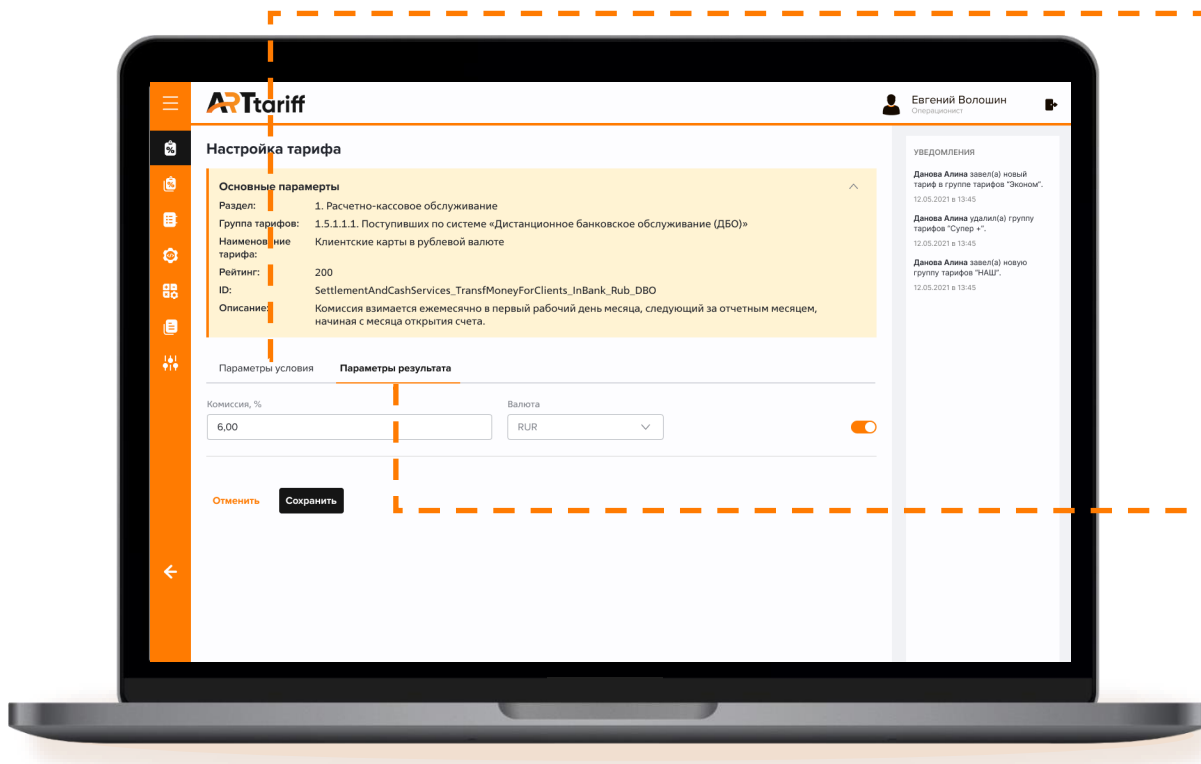 ARTtariff
Евгений Волошин
Операционист
Настройка тарифа
Основные парамерты
Раздел: 1. Расчетно-кассовое обслуживание
Группа тарифов: 1.5.1.1.1. Поступивших по системе «Дистанционное банковское обслуживание (ДБО)»
Наименование Клиентские карты в рублевой валюте
тарифа:
Рейтинг: 200
ID: SettlementAndCashServices_TransfMoneyForClients_InBank_Rub_DBO
Описание: Комиссия взимается ежемесячно в первый рабочий день месяца, следующий за отчетным месяцем,
начиная с месяца открытия счета.
Параметры условия Параметры результата
Комиссия, % Валюта
6,00 RUR
Отменить Сохранить
УВЕДОМЛЕНИЯ
Данова Алина завел(а) новый
тариф в группе тарифов "Эконом".
12.05.2021 в 13:45
Данова Алина удалил(а) группу
тарифов "Супер +".
12.05.2021 в 13:45
Данова Алина завел(а) новую
группу тарифов "НАШ".
12.05.2021 в 13:45